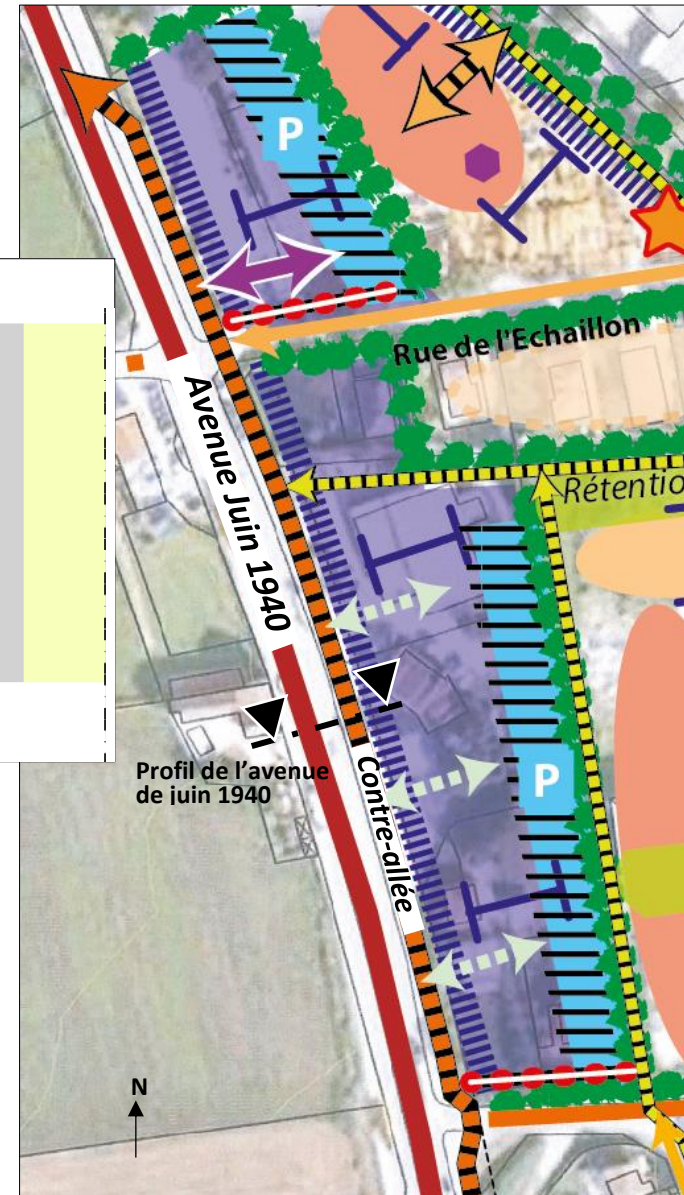 P
Rue de l'Echaillon
Avenue Juin 1940
Rétentio
P
Profil de l’avenue
de juin 1940
Contre-allée
N